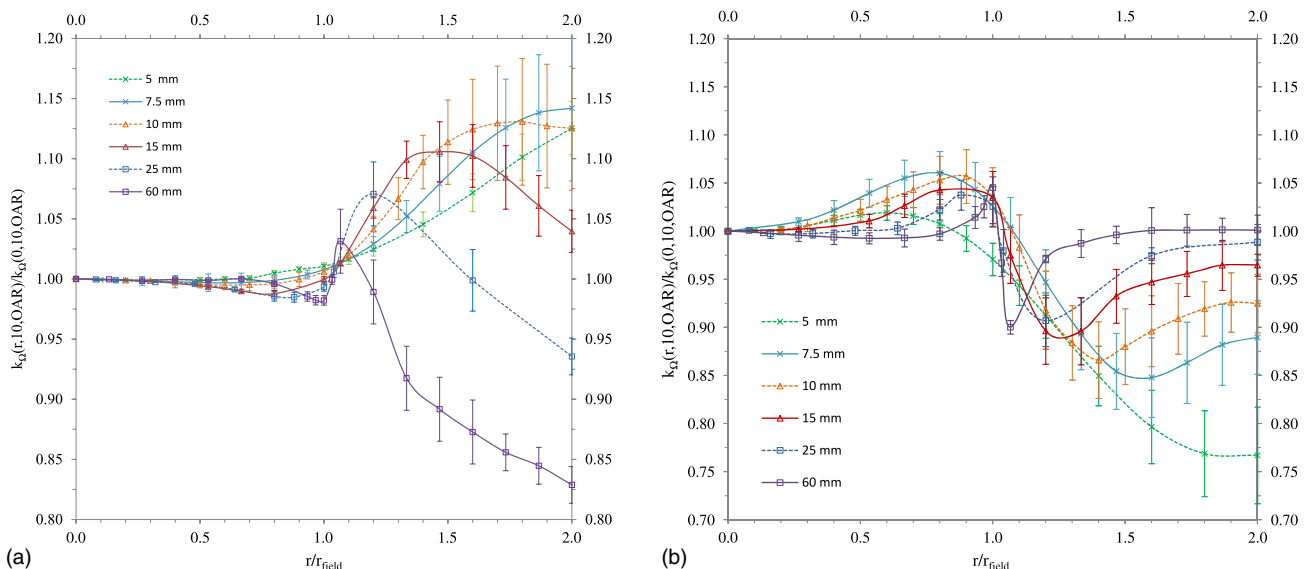 0.0 0.5 1.0 1.5 2.0
1.20 1.20
1.15 1.15
1.10 1.10
1.05 1.05
1.00 1.00
0.95 0.95
0.90 0.90
0.85 0.85
0.80 0.80
0.0 0.5 1.0 1.5 2.0
k_Ω(r,10,OAR)/k_Ω(0,10,OAR)
r/r_field
5 mm
7.5 mm
10 mm
15 mm
25 mm
60 mm
(a)
0.0 0.5 1.0 1.5 2.0
1.20 1.20
1.15 1.15
1.10 1.10
1.05 1.05
1.00 1.00
0.95 0.95
0.90 0.90
0.85 0.85
0.80 0.80
0.75 0.75
0.70 0.70
0.0 0.5 1.0 1.5 2.0
k_Ω(r,10,OAR)/k_Ω(0,10,OAR)
r/r_field
5 mm
7.5 mm
10 mm
15 mm
25 mm
60 mm
(b)